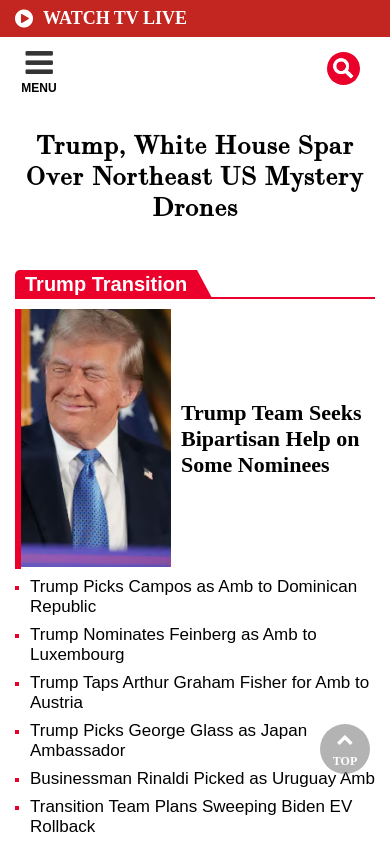 WATCH TV LIVE
MENU
Trump, White House Spar
Over Northeast US Mystery
Drones
Trump Transition
Trump Team Seeks
Bipartisan Help on
Some Nominees
Trump Picks Campos as Amb to Dominican
Republic
Trump Nominates Feinberg as Amb to
Luxembourg
Trump Taps Arthur Graham Fisher for Amb to
Austria
Trump Picks George Glass as Japan
Ambassador
Businessman Rinaldi Picked as Uruguay Amb
TOP
Transition Team Plans Sweeping Biden EV
Rollback